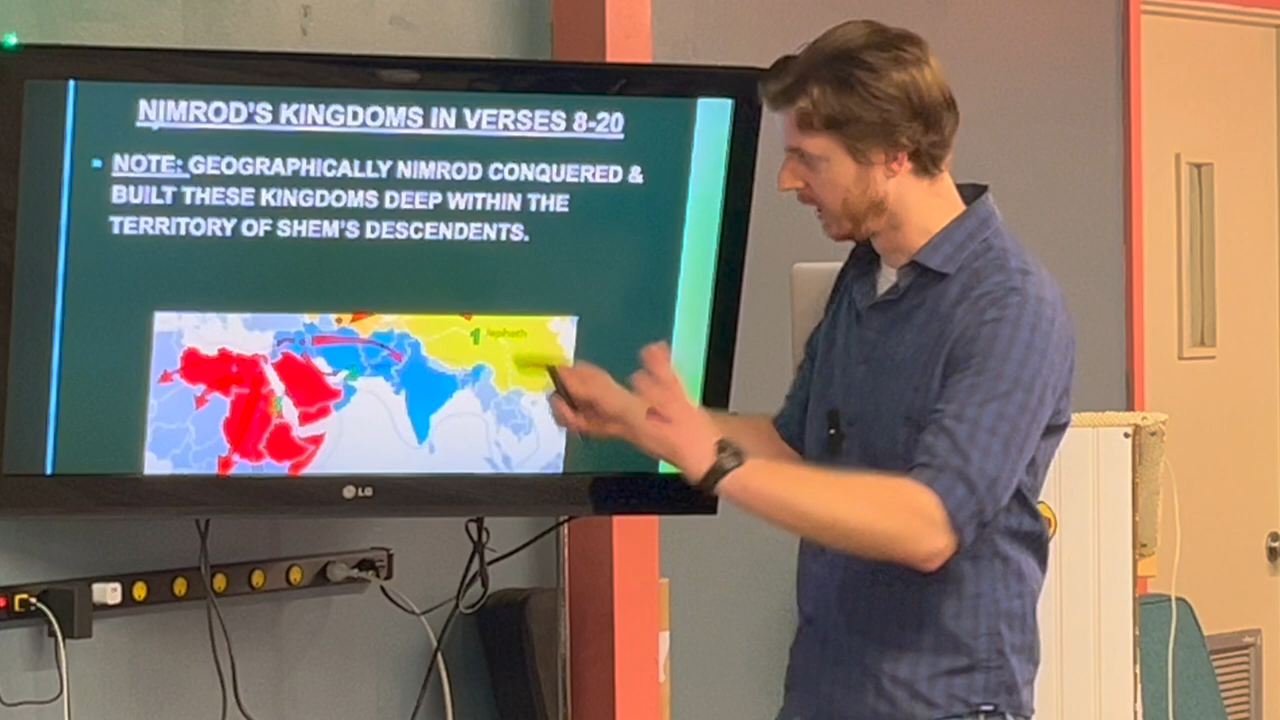 NIMROD'S KINGDOMS IN VERSES 8-20
NOTE: GEOGRAPHICALLY NIMROD CONQUERED &
BUILT THESE KINGDOMS DEEP WITHIN THE
TERRITORY OF SHEM'S DESCENDENTS.
1 Japheth
LG